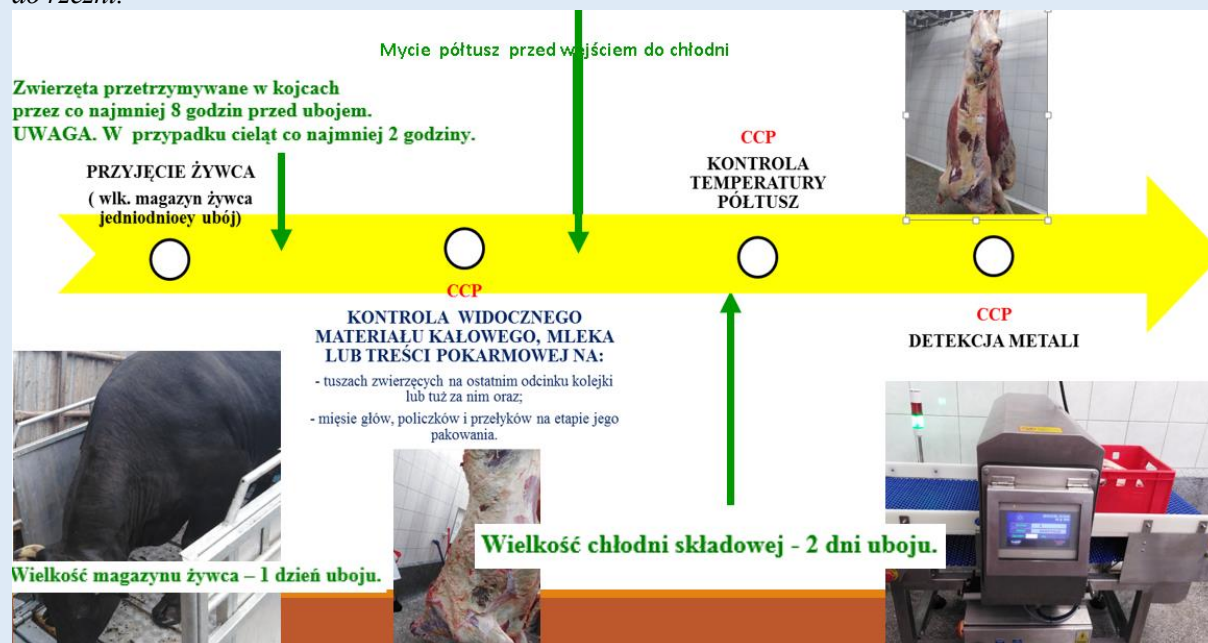 do rzeźni.
Mycie półtusz przed wejściem do chłodni
Zwierzęta przetrzymywane w kojcach
przez co najmniej 8 godzin przed ubojem.
UWAGA. W przypadku cieląt co najmniej 2 godziny.
PRZYJĘCIE ŻYWCA
( wlk. magazyn żywca
jedniodnioey ubój)
CCP
KONTROLA WIDOCZNEGO
MATERIAŁU KAŁOWEGO, MLEKA
LUB TREŚCI POKARMOWEJ NA:
- tuszach zwierzęcych na ostatnim odcinku kolejki
lub tuż za nim oraz;
- mięsie głów, policzków i przełyków na etapie jego
pakowania.
CCP
KONTROLA
TEMPERATURY
PÓŁTUSZ
CCP
DETEKCJA METALI
Wielkość magazynu żywca – 1 dzień uboju.
Wielkość chłodni składowej - 2 dni uboju.